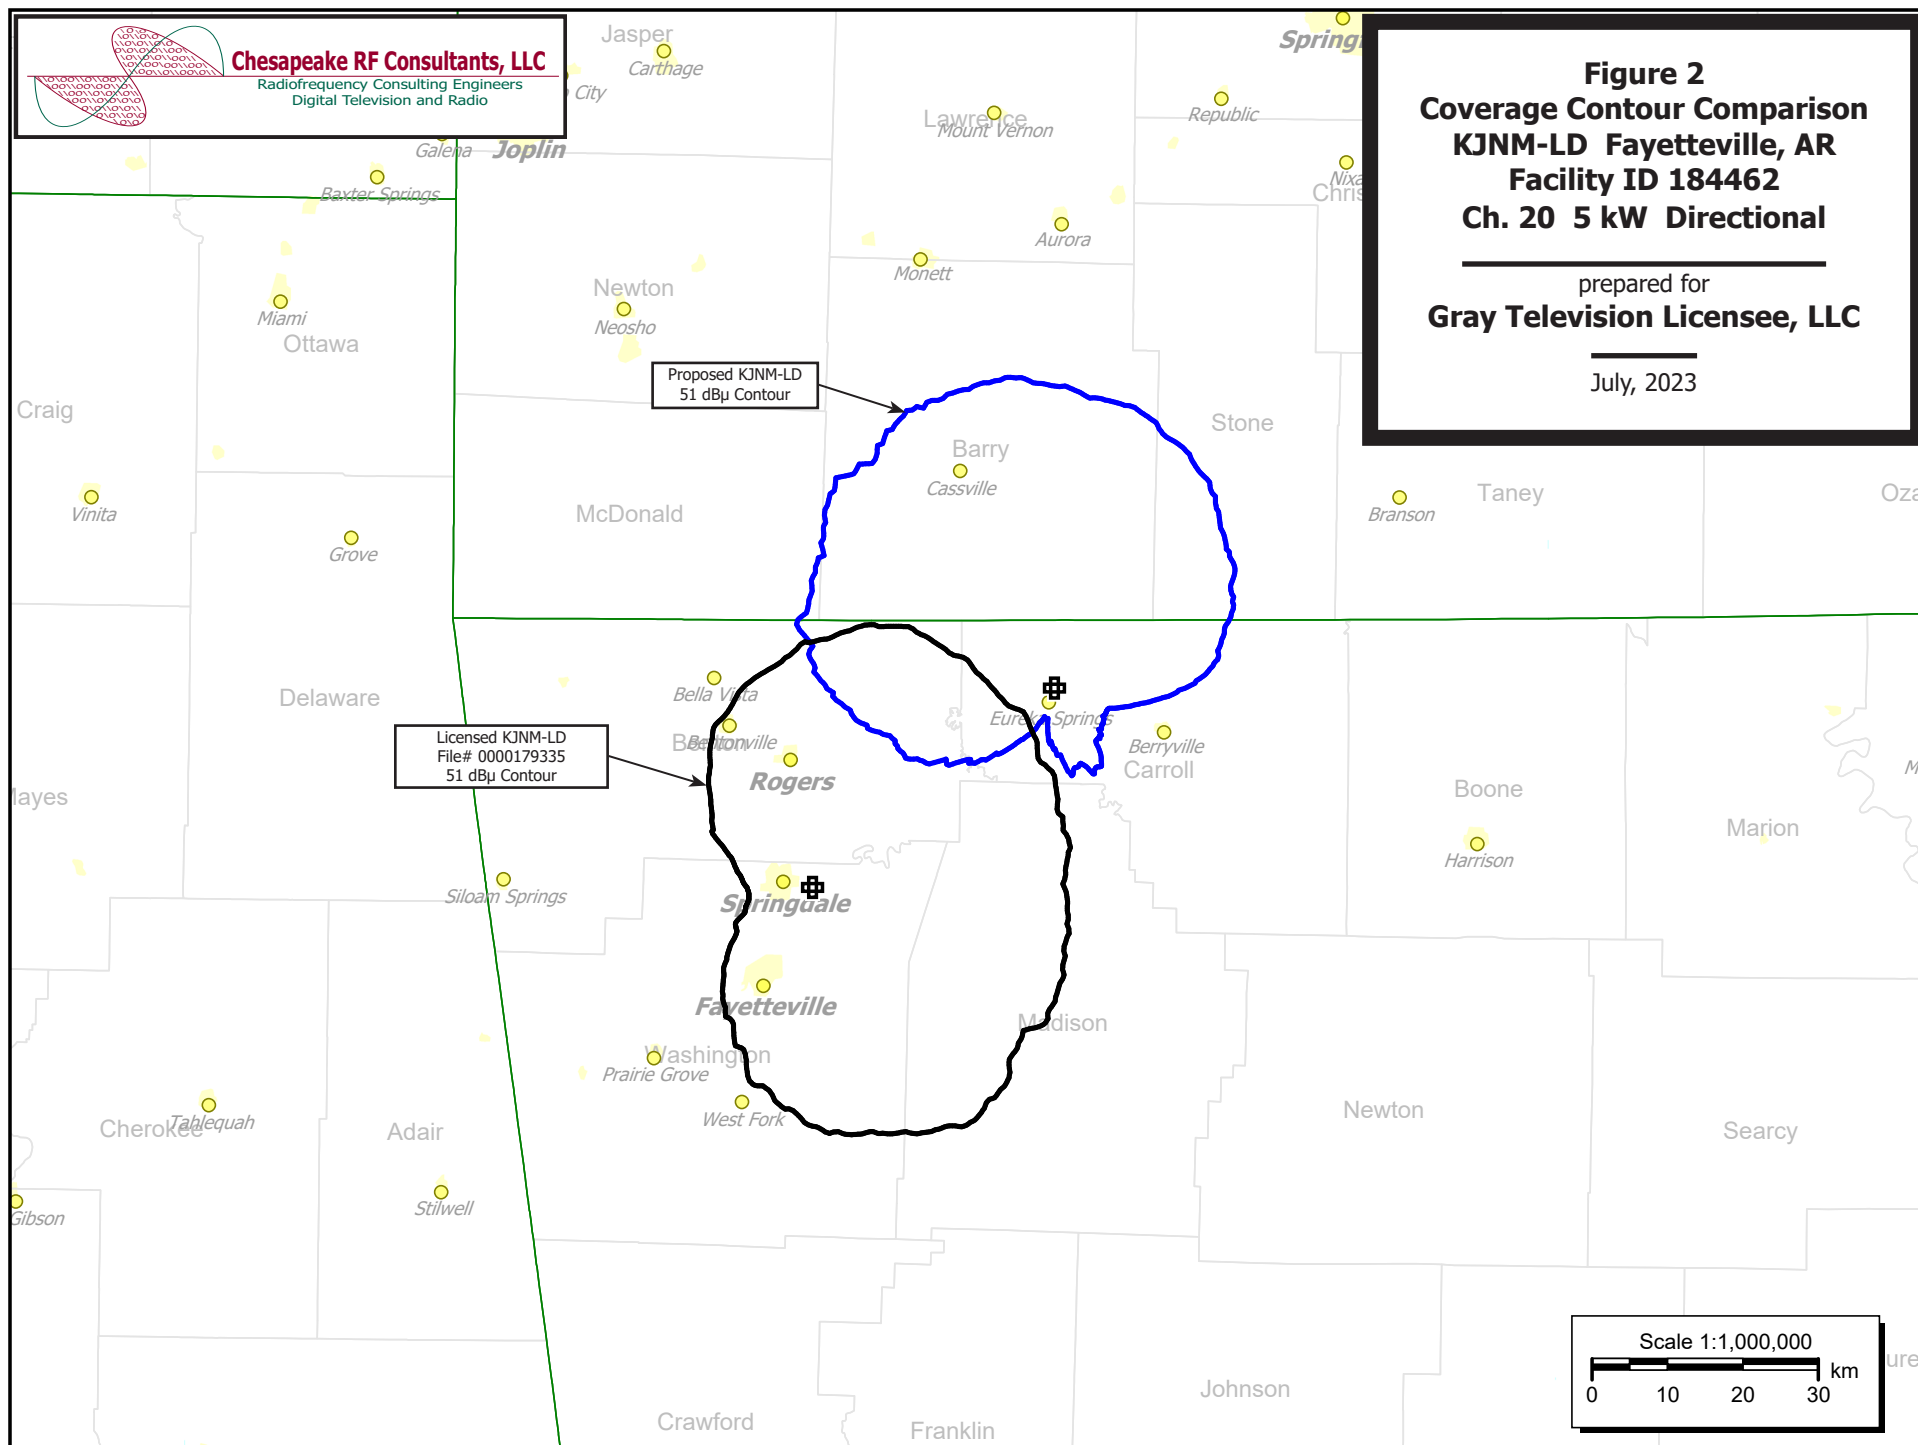 Chesapeake RF Consultants, LLC
Radiofrequency Consulting Engineers
Digital Television and Radio
Figure 2
Coverage Contour Comparison
KJNM-LD Fayetteville, AR
Facility ID 184462
Ch. 20 5 kW Directional
prepared for
Gray Television Licensee, LLC
July, 2023
Jasper
Carthage
City
Lawrence
Mount Vernon
Republic
Galena
Joplin
Baxter Springs
Nixa
Aurora
Monett
Newton
Neosho
Miami
Ottawa
Proposed KJNM-LD
51 dBµ Contour
Craig
Stone
Barry
Cassville
Taney
Branson
Vinita
McDonald
Grove
Delaware
Bella Vista
Eureka Springs
Berryville
Carroll
Licensed KJNM-LD
File# 0000179335
51 dBµ Contour
Benton
Bentonville
Rogers
Boone
Marion
Harrison
Siloam Springs
Springdale
Fayetteville
Madison
Washington
Prairie Grove
West Fork
Newton
Searcy
Cherokee
Tahlequah
Adair
Stilwell
Gibson
Johnson
Crawford
Franklin
Scale 1:1,000,000
km
0 10 20 30